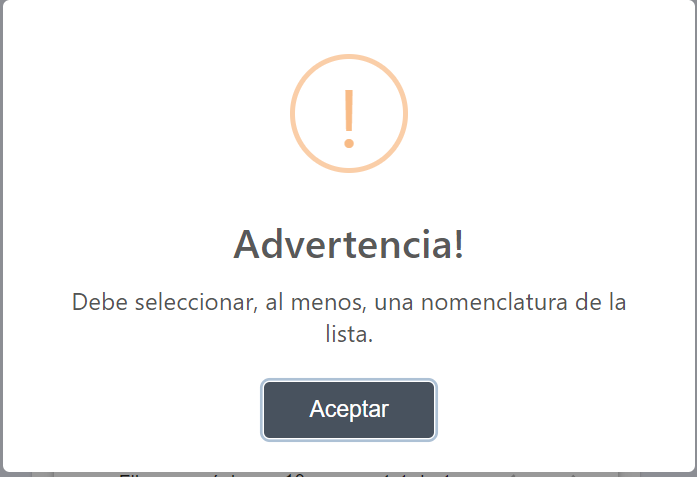 Advertencia!
Debe seleccionar, al menos, una nomenclatura de la
lista.
Aceptar